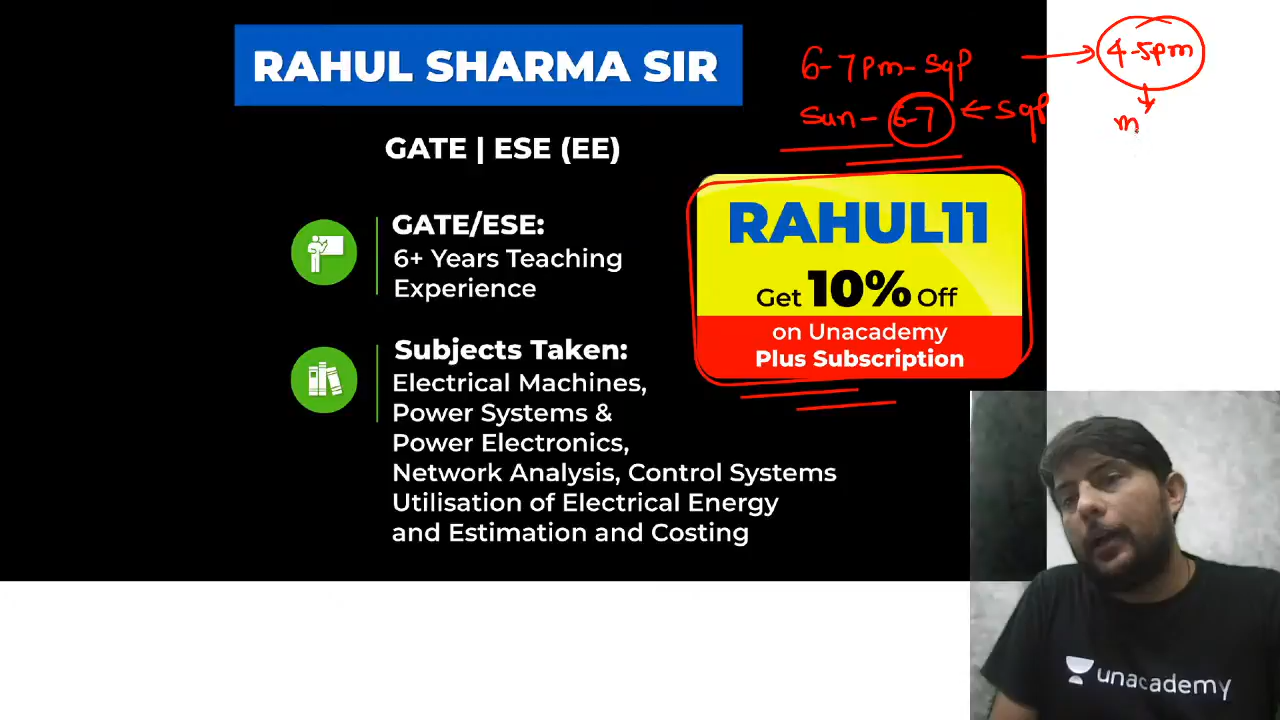 RAHUL SHARMA SIR
6-7pm- sqp → 4-5pm
sun- 6-7 ← sqp
m
GATE | ESE (EE)
GATE/ESE:
6+ Years Teaching
Experience
RAHUL11
Get 10% Off
on Unacademy
Plus Subscription
Subjects Taken:
Electrical Machines,
Power Systems &
Power Electronics,
Network Analysis, Control Systems
Utilisation of Electrical Energy
and Estimation and Costing
unacademy